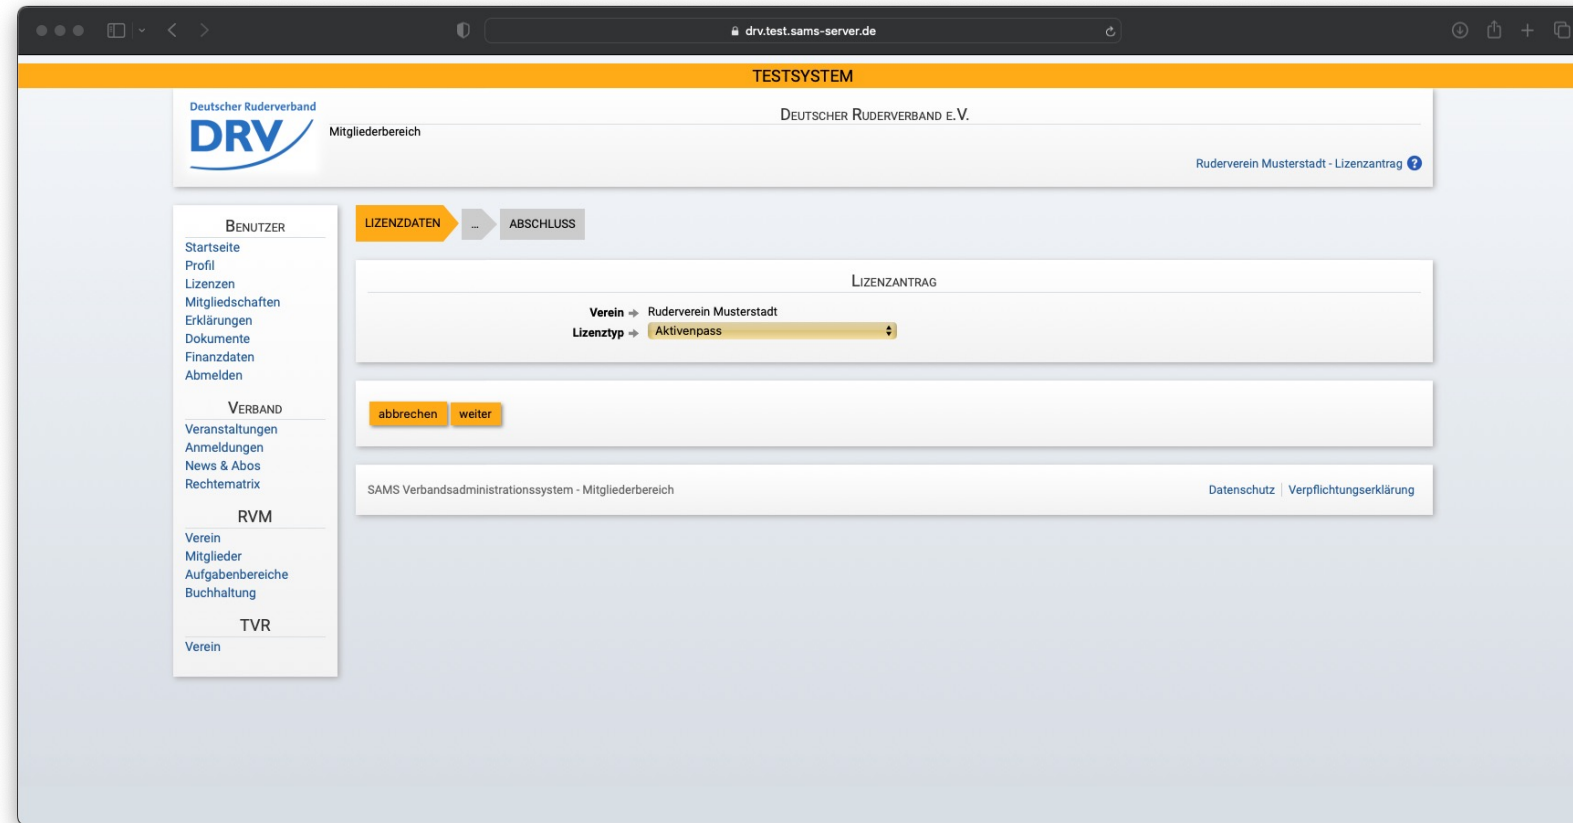 drv.test.sams-server.de
TESTSYSTEM
Deutscher Ruderverband
DRV
Mitgliederbereich
Deutscher Ruderverband e.V.
Ruderverein Musterstadt - Lizenzantrag ?
Benutzer
Startseite
Profil
Lizenzen
Mitgliedschaften
Erklärungen
Dokumente
Finanzdaten
Abmelden
Verband
Veranstaltungen
Anmeldungen
News & Abos
Rechtematrix
RVM
Verein
Mitglieder
Aufgabenbereiche
Buchhaltung
TVR
Verein
LIZENZDATEN ... ABSCHLUSS
Lizenzantrag
Verein Ruderverein Musterstadt
Lizenztyp Aktivenpass
abbrechen weiter
SAMS Verbandsadministrationssystem - Mitgliederbereich
Datenschutz Verpflichtungserklärung